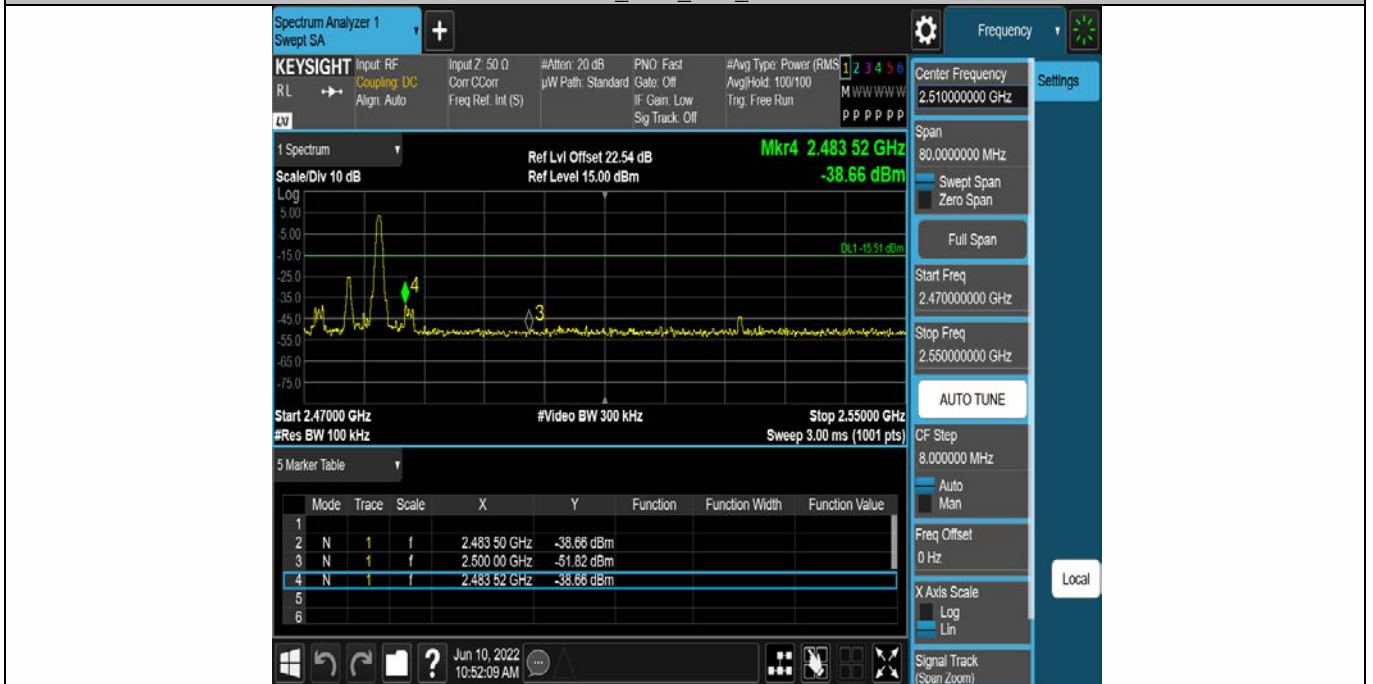 Spectrum Analyzer 1
Swept SA
+
Frequency
KEYSIGHT
RL
LXI
Input: RF
Coupling: DC
Align: Auto
Input Z: 50 Ω
Corr CCorr
Freq Ref: Int (S)
#Atten: 20 dB
µW Path: Standard
PNO: Fast
Gate: Off
IF Gain: Low
Sig Track: Off
#Avg Type: Power (RMS
Avg|Hold: 100/100
Trig: Free Run
1 2 3 4 5 6
M W W W W W
P P P P P P
1 Spectrum
Scale/Div 10 dB
Ref Lvl Offset 22.54 dB
Ref Level 15.00 dBm
Mkr4 2.483 52 GHz
-38.66 dBm
Log
5.00
-5.00
-15.0
-25.0
-35.0
-45.0
-55.0
-65.0
-75.0
DL1 -15.51 dBm
4
3
Start 2.47000 GHz
#Res BW 100 kHz
#Video BW 300 kHz
Stop 2.55000 GHz
Sweep 3.00 ms (1001 pts)
5 Marker Table
Mode Trace Scale X Y Function Function Width Function Value
1
2 N 1 f 2.483 50 GHz -38.66 dBm
3 N 1 f 2.500 00 GHz -51.82 dBm
4 N 1 f 2.483 52 GHz -38.66 dBm
5
6
?
Jun 10, 2022
10:52:09 AM
Center Frequency
2.510000000 GHz
Settings
Span
80.0000000 MHz
Swept Span
Zero Span
Full Span
Start Freq
2.470000000 GHz
Stop Freq
2.550000000 GHz
AUTO TUNE
CF Step
8.000000 MHz
Auto
Man
Freq Offset
0 Hz
X Axis Scale
Log
Lin
Local
Signal Track
(Span Zoom)